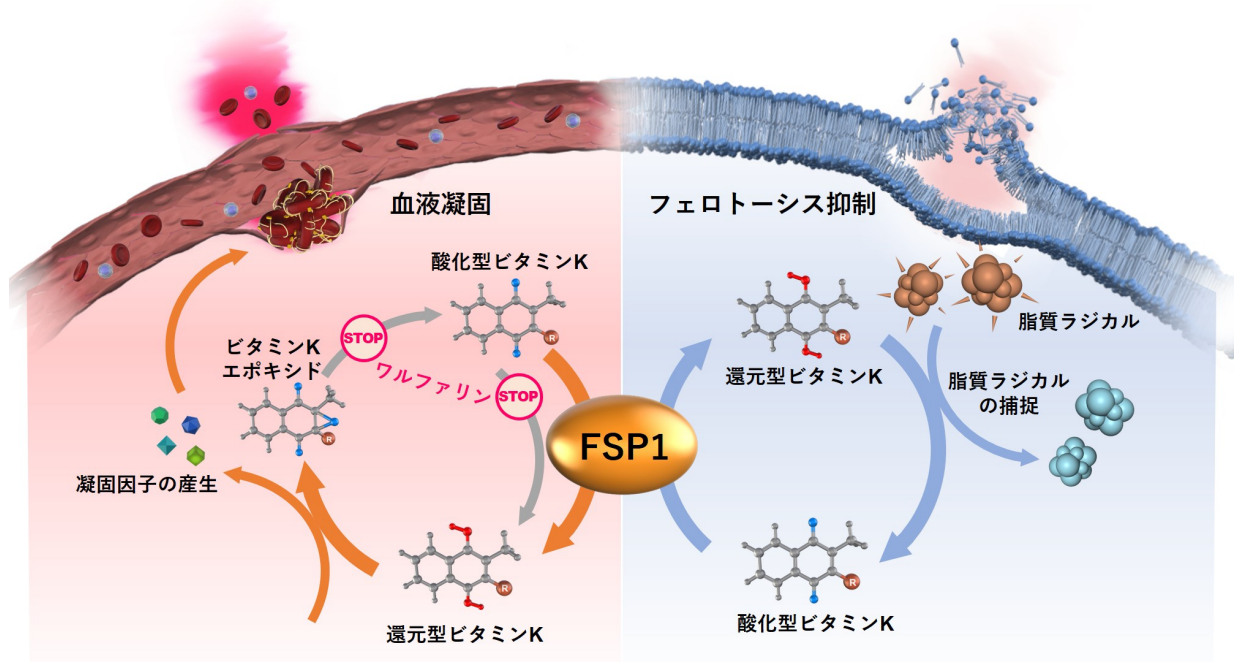 血液凝固
フェロトーシス抑制
酸化型ビタミンK
R
STOP
ビタミンK
エポキシド
R
ワルファリン
STOP
凝固因子の産生
R
還元型ビタミンK
FSP1
R
還元型ビタミンK
脂質ラジカル
脂質ラジカル
の捕捉
R
酸化型ビタミンK